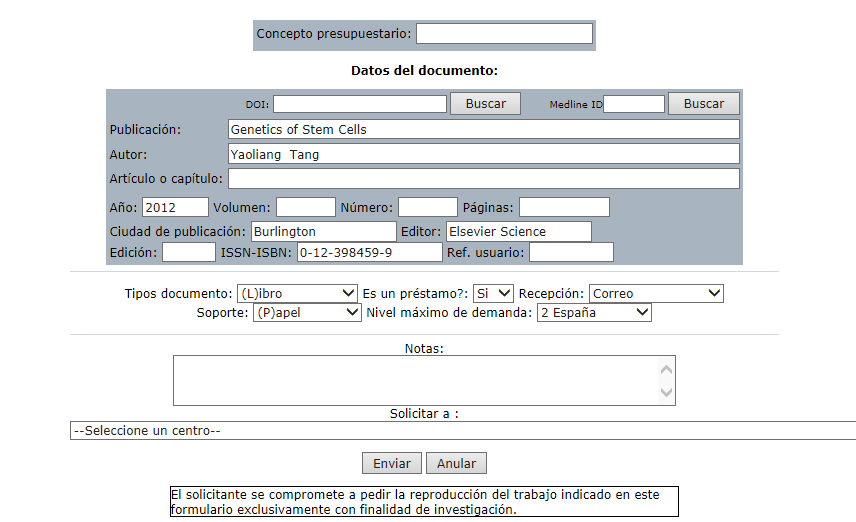 Concepto presupuestario:
Datos del documento:
DOI: Buscar Medline ID Buscar
Publicación: Genetics of Stem Cells
Autor: Yaoliang Tang
Artículo o capítulo:
Año: 2012 Volumen: Número: Páginas:
Ciudad de publicación: Burlington Editor: Elsevier Science
Edición: ISSN-ISBN: 0-12-398459-9 Ref. usuario:
Tipos documento: (L)ibro Es un préstamo?: Si Recepción: Correo
Soporte: (P)apel Nivel máximo de demanda: 2 España
Notas:
Solicitar a :
--Seleccione un centro--
Enviar Anular
El solicitante se compromete a pedir la reproducción del trabajo indicado en este
formulario exclusivamente con finalidad de investigación.